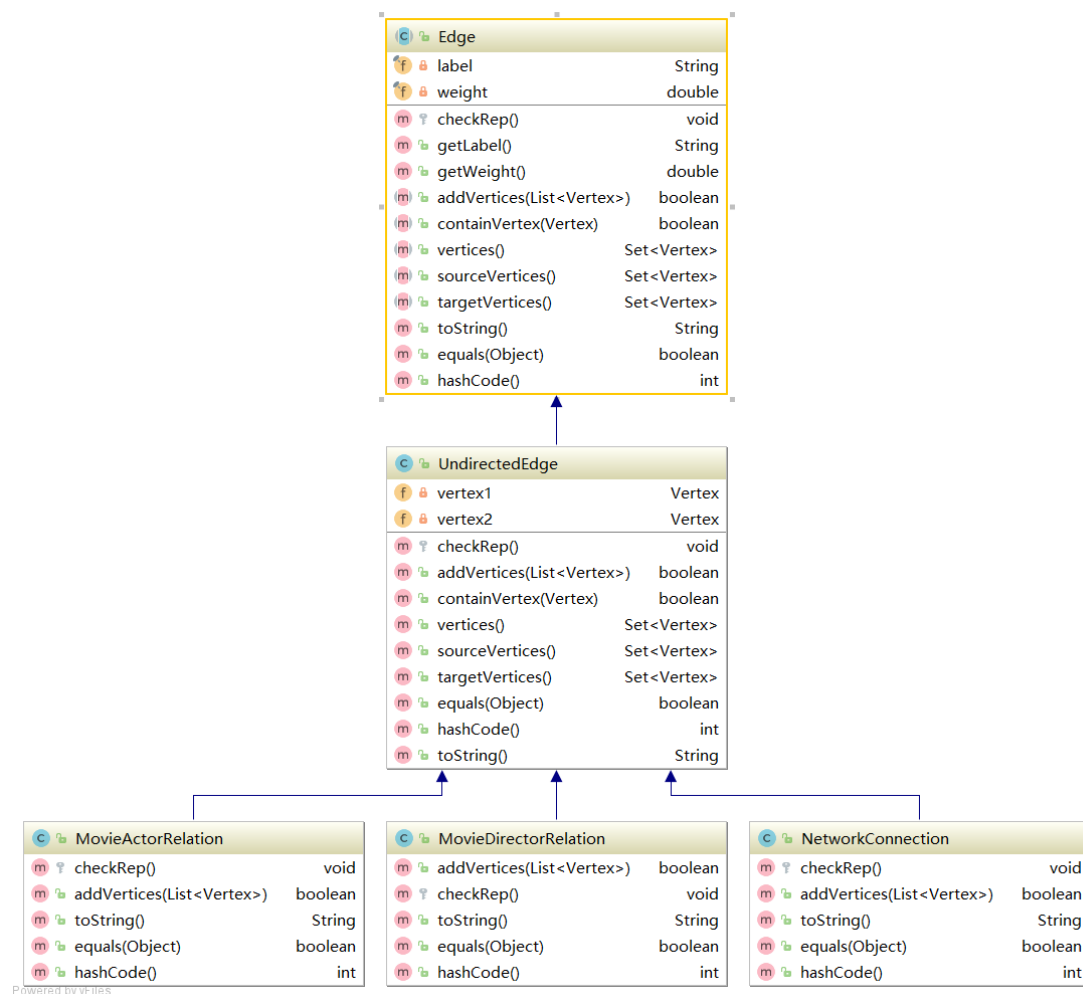 Edge
label String
weight double
checkRep() void
getLabel() String
getWeight() double
addVertices(List<Vertex>) boolean
containVertex(Vertex) boolean
vertices() Set<Vertex>
sourceVertices() Set<Vertex>
targetVertices() Set<Vertex>
toString() String
equals(Object) boolean
hashCode() int
UndirectedEdge
vertex1 Vertex
vertex2 Vertex
checkRep() void
addVertices(List<Vertex>) boolean
containVertex(Vertex) boolean
vertices() Set<Vertex>
sourceVertices() Set<Vertex>
targetVertices() Set<Vertex>
equals(Object) boolean
hashCode() int
toString() String
MovieActorRelation
checkRep() void
addVertices(List<Vertex>) boolean
toString() String
equals(Object) boolean
hashCode() int
MovieDirectorRelation
addVertices(List<Vertex>) boolean
checkRep() void
toString() String
equals(Object) boolean
hashCode() int
NetworkConnection
checkRep() void
addVertices(List<Vertex>) boolean
toString() String
equals(Object) boolean
hashCode() int
Powered by yFiles